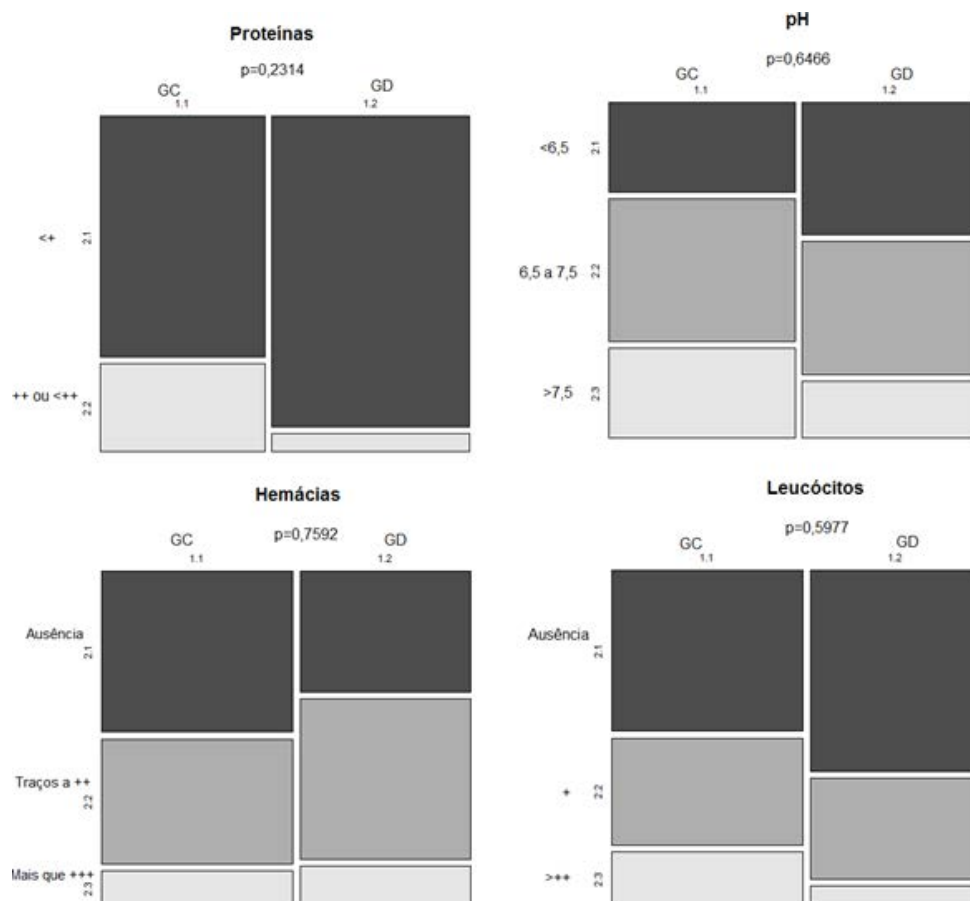 Proteínas
p=0,2314
GC
GD
1.1
1.2
<+
2.1
++ ou <++
2.2
pH
p=0,6466
GC
GD
1.1
1.2
<6,5
2.1
6,5 a 7,5
2.2
>7,5
2.3
Hemácias
p=0,7592
GC
GD
1.1
1.2
Ausência
2.1
Traços a ++
2.2
Mais que +++
2.3
Leucócitos
p=0,5977
GC
GD
1.1
1.2
Ausência
2.1
+
2.2
>++
2.3